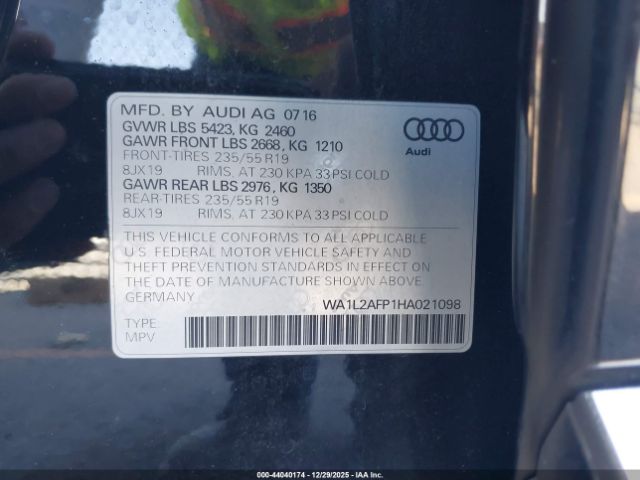 MFD. BY AUDI AG 07 16
GVWR LBS 5423, KG 2460
GAWR FRONT LBS 2668, KG 1210
FRONT-TIRES 235/55 R19
8JX19 RIMS, AT 230 KPA 33 PSI COLD
GAWR REAR LBS 2976, KG 1350
REAR-TIRES 235/55 R19
8JX19 RIMS, AT 230 KPA 33 PSI COLD
Audi
THIS VEHICLE CONFORMS TO ALL APPLICABLE
U.S. FEDERAL MOTOR VEHICLE SAFETY AND
THEFT PREVENTION STANDARDS IN EFFECT ON
THE DATE OF MANUFACTURE SHOWN ABOVE.
GERMANY
WA1L2AFP1HA021098
TYPE:
MPV
000-44040174 - 12/29/2025 - IAAI, Inc.